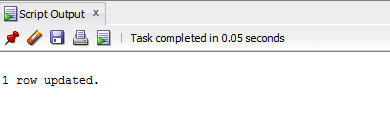 Script Output x
Task completed in 0.05 seconds
1 row updated.